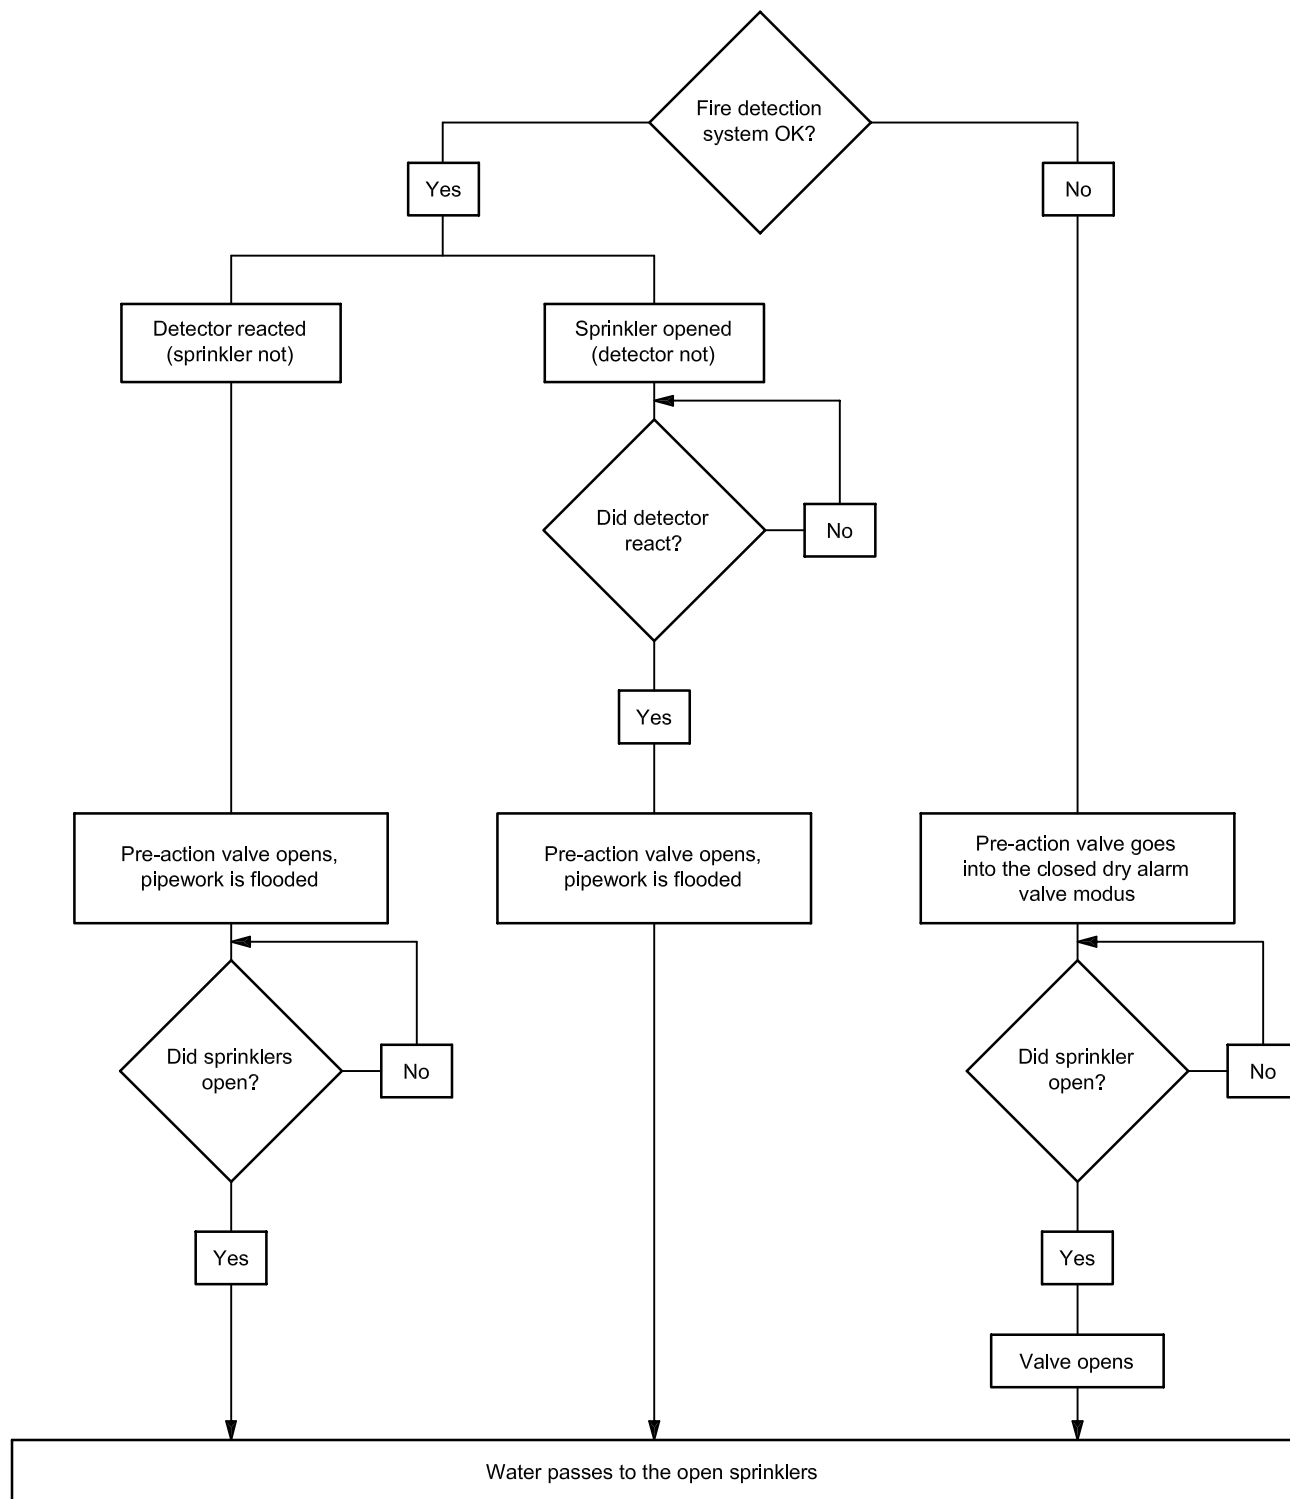 Fire detection
system OK?
Yes
No
Detector reacted
(sprinkler not)
Sprinkler opened
(detector not)
Did detector
react?
No
Yes
Pre-action valve opens,
pipework is flooded
Pre-action valve opens,
pipework is flooded
Pre-action valve goes
into the closed dry alarm
valve modus
Did sprinklers
open?
No
Did sprinkler
open?
No
Yes
Yes
Valve opens
Water passes to the open sprinklers